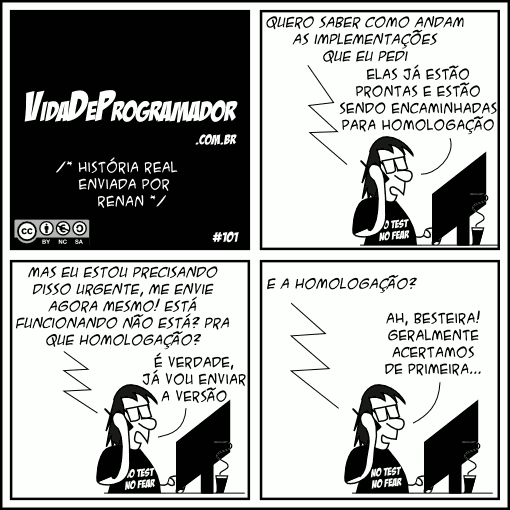 VIDADEPROGRAMADOR
.COM.BR
/* HISTÓRIA REAL
ENVIADA POR
RENAN */
cc
BY NC SA
#101
QUERO SABER COMO ANDAM
AS IMPLEMENTAÇÕES
QUE EU PEDI
ELAS JÁ ESTÃO
PRONTAS E ESTÃO
SENDO ENCAMINHADAS
PARA HOMOLOGAÇÃO
NO TEST
NO FEAR
MAS EU ESTOU PRECISANDO
DISSO URGENTE, ME ENVIE
AGORA MESMO! ESTÁ
FUNCIONANDO NÃO ESTÁ? PRA
QUE HOMOLOGAÇÃO?
É VERDADE,
JÁ VOU ENVIAR
A VERSÃO
NO TEST
NO FEAR
E A HOMOLOGAÇÃO?
AH, BESTEIRA!
GERALMENTE
ACERTAMOS
DE PRIMEIRA...
NO TEST
NO FEAR